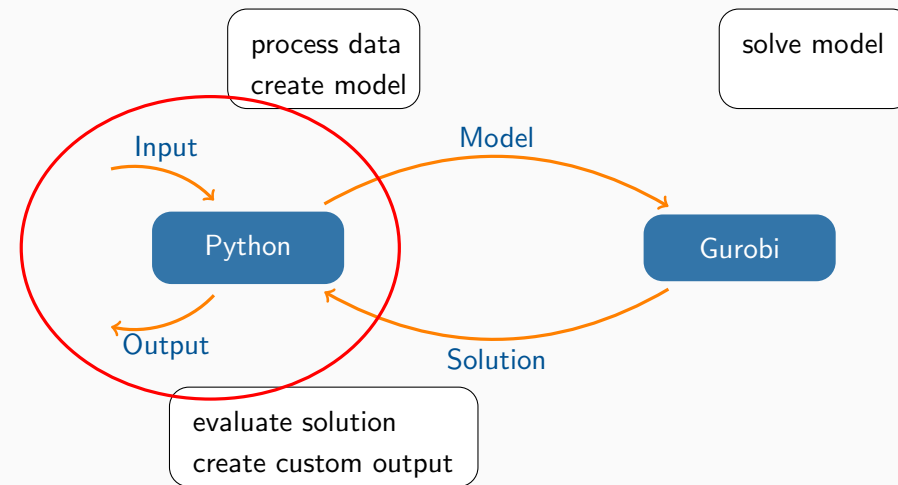 process data
create model
solve model
Input
Model
Python
Gurobi
Output
Solution
evaluate solution
create custom output